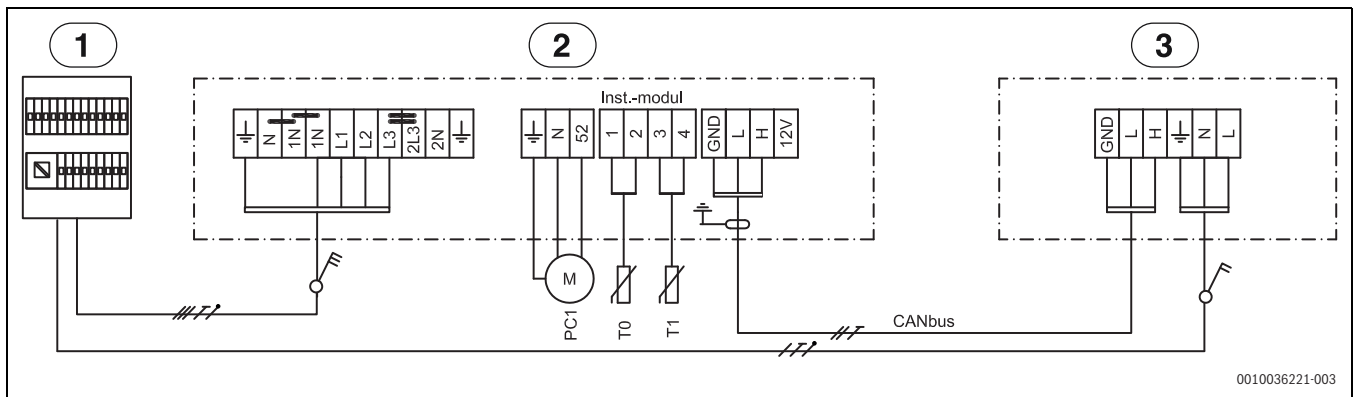 1
2
3
Inst.-modul
N
1N
1N
L1
L2
L3
2L3
2N
N
52
1
2
3
4
GND
L
H
12V
GND
L
H
N
L
M
PC1
T0
T1
CANbus
0010036221-003